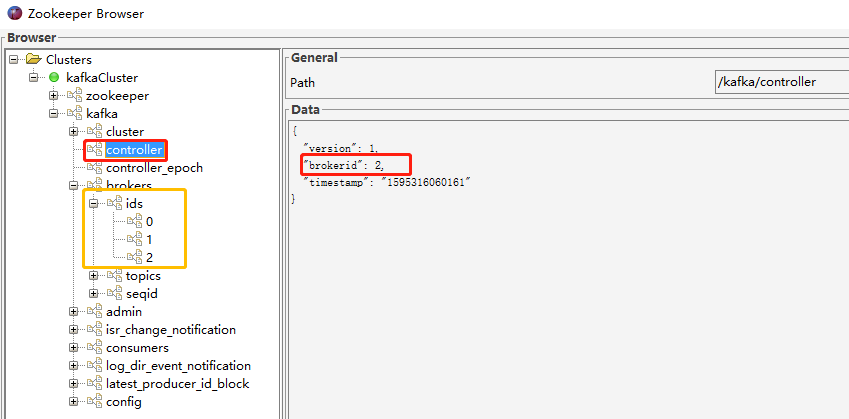 Zookeeper Browser
Browser
Clusters
kafkaCluster
zookeeper
kafka
cluster
controller
controller_epoch
brokers
ids
0
1
2
topics
seqid
admin
isr_change_notification
consumers
log_dir_event_notification
latest_producer_id_block
config
General
Path
/kafka/controller
Data
{
"version": 1,
"brokerid": 2,
"timestamp": "1595316060161"
}